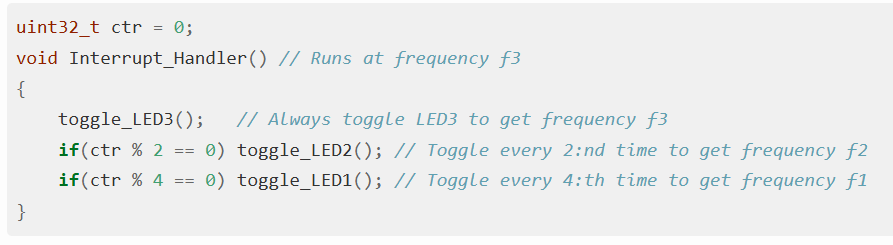 uint32_t ctr = 0;
void Interrupt_Handler() // Runs at frequency f3
{
    toggle_LED3();   // Always toggle LED3 to get frequency f3
    if(ctr % 2 == 0) toggle_LED2(); // Toggle every 2:nd time to get frequency f2
    if(ctr % 4 == 0) toggle_LED1(); // Toggle every 4:th time to get frequency f1
}